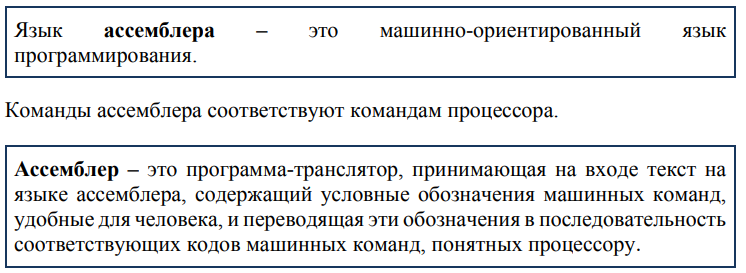 Язык ассемблера – это машинно-ориентированный язык
программирования.
Команды ассемблера соответствуют командам процессора.
Ассемблер – это программа-транслятор, принимающая на входе текст на
языке ассемблера, содержащий условные обозначения машинных команд,
удобные для человека, и переводящая эти обозначения в последовательность
соответствующих кодов машинных команд, понятных процессору.